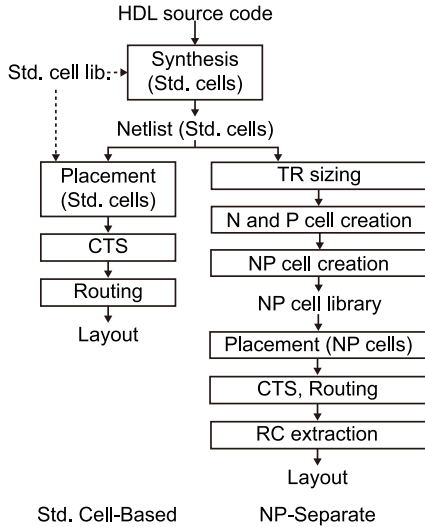 HDL source code
Synthesis
(Std. cells)
Std. cell lib.
Netlist (Std. cells)
Placement
(Std. cells)
CTS
Routing
Layout
TR sizing
N and P cell creation
NP cell creation
NP cell library
Placement (NP cells)
CTS, Routing
RC extraction
Layout
Std. Cell-Based
NP-Separate